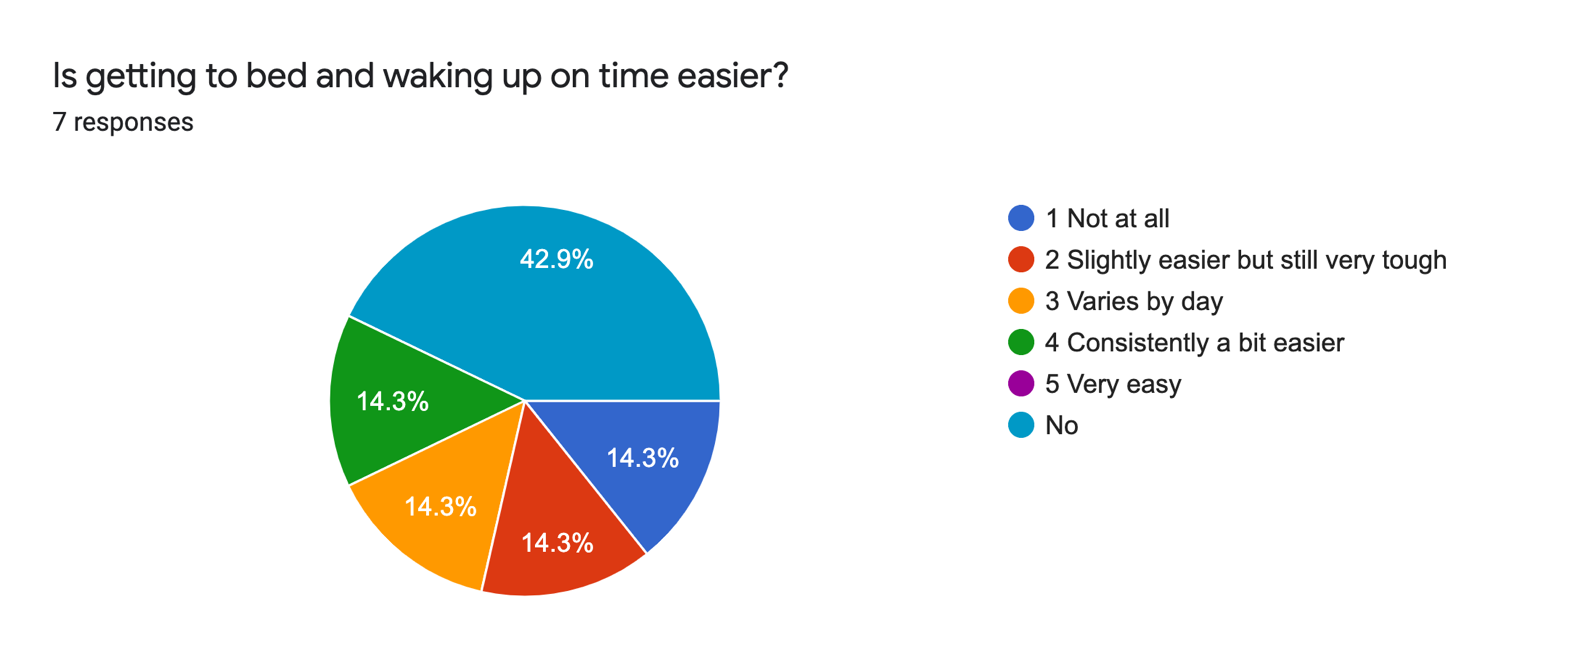 Is getting to bed and waking up on time easier?
7 responses
42.9%
14.3%
14.3%
14.3%
14.3%
1 Not at all
2 Slightly easier but still very tough
3 Varies by day
4 Consistently a bit easier
5 Very easy
No